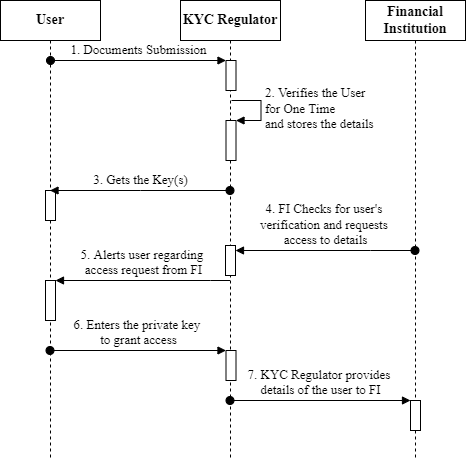 User
KYC Regulator
Financial
Institution
1. Documents Submission
2. Verifies the User
for One Time
and stores the details
3. Gets the Key(s)
4. FI Checks for user's
verification and requests
access to details
5. Alerts user regarding
access request from FI
6. Enters the private key
to grant access
7. KYC Regulator provides
details of the user to FI